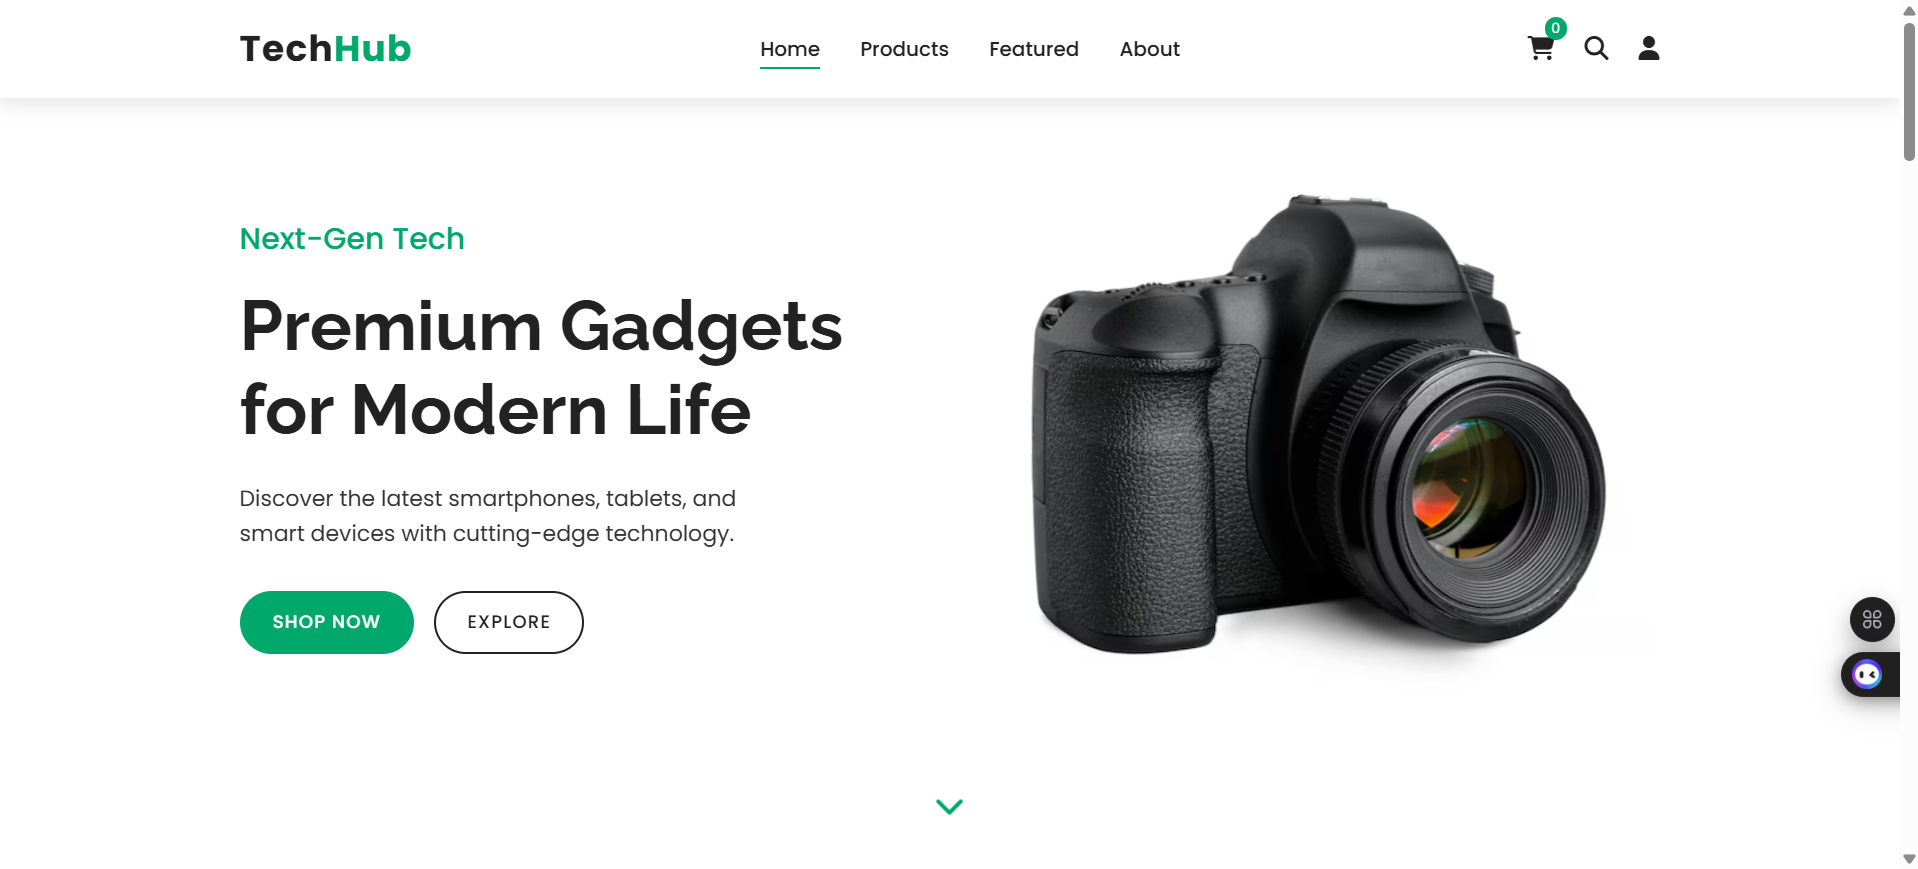 TechHub
Home Products Featured About
0
Next-Gen Tech
Premium Gadgets
for Modern Life
Discover the latest smartphones, tablets, and
smart devices with cutting-edge technology.
SHOP NOW EXPLORE